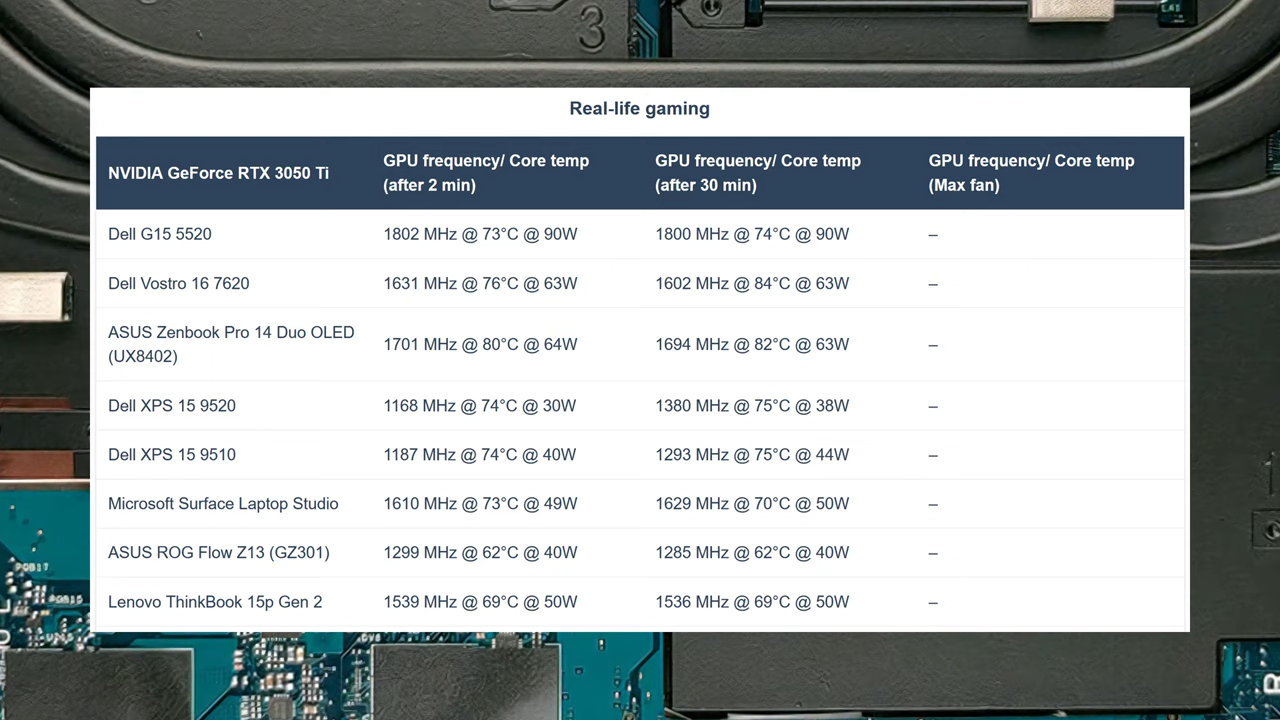 3
Real-life gaming
NVIDIA GeForce RTX 3050 Ti
GPU frequency/ Core temp
(after 2 min)
GPU frequency/ Core temp
(after 30 min)
GPU frequency/ Core temp
(Max fan)
Dell G15 5520
1802 MHz @ 73°C @ 90W
1800 MHz @ 74°C @ 90W
–
Dell Vostro 16 7620
1631 MHz @ 76°C @ 63W
1602 MHz @ 84°C @ 63W
–
ASUS Zenbook Pro 14 Duo OLED
(UX8402)
1701 MHz @ 80°C @ 64W
1694 MHz @ 82°C @ 63W
–
Dell XPS 15 9520
1168 MHz @ 74°C @ 30W
1380 MHz @ 75°C @ 38W
–
Dell XPS 15 9510
1187 MHz @ 74°C @ 40W
1293 MHz @ 75°C @ 44W
–
Microsoft Surface Laptop Studio
1610 MHz @ 73°C @ 49W
1629 MHz @ 70°C @ 50W
–
ASUS ROG Flow Z13 (GZ301)
1299 MHz @ 62°C @ 40W
1285 MHz @ 62°C @ 40W
–
Lenovo ThinkBook 15p Gen 2
1539 MHz @ 69°C @ 50W
1536 MHz @ 69°C @ 50W
–